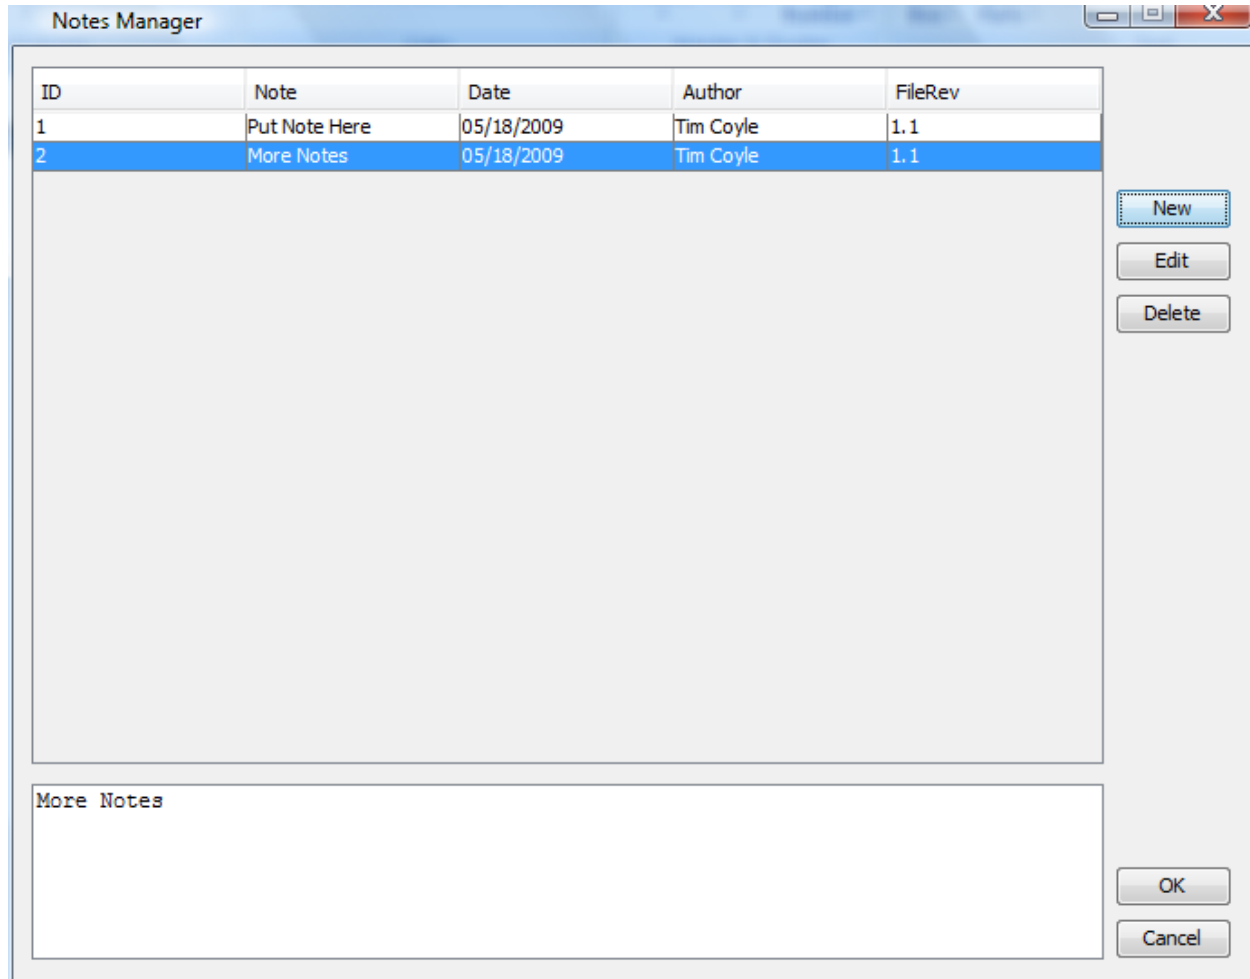 Notes Manager
ID Note Date Author FileRev
1 Put Note Here 05/18/2009 Tim Coyle 1.1
2 More Notes 05/18/2009 Tim Coyle 1.1
New
Edit
Delete
More Notes
OK
Cancel